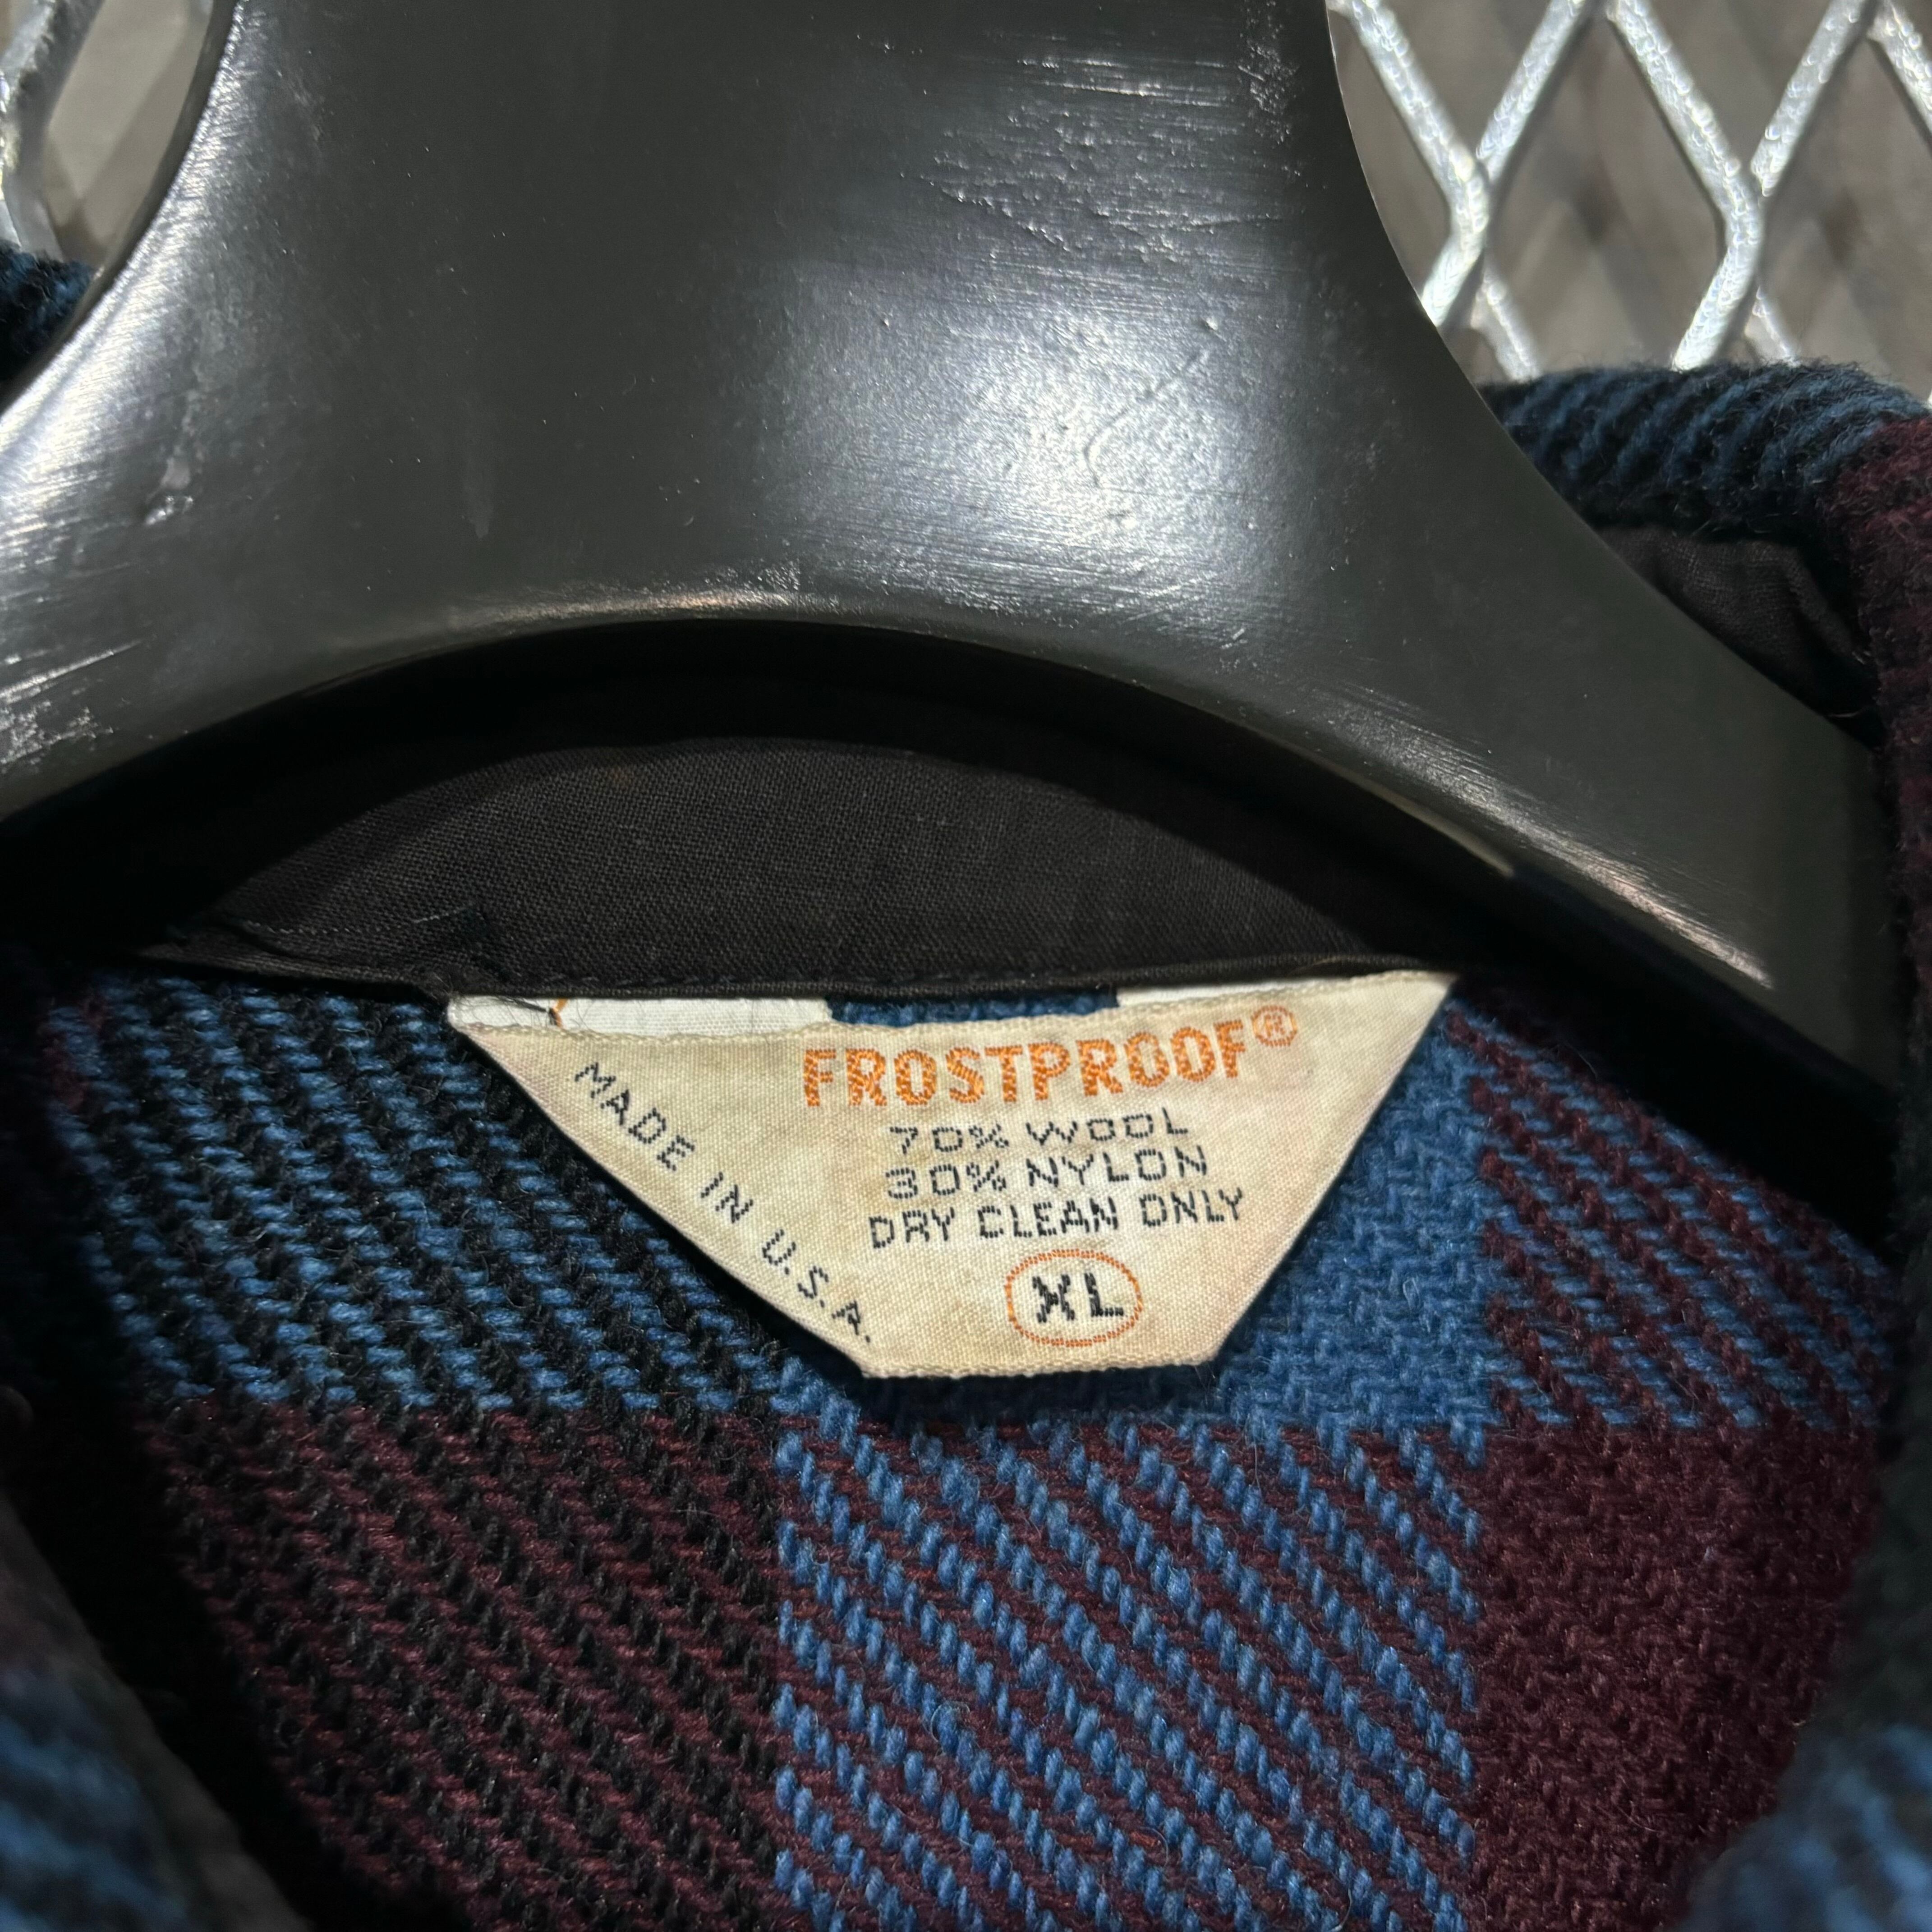 FROSTPROOF®
MADE IN U.S.A.
70% WOOL
30% NYLON
DRY CLEAN ONLY
XL